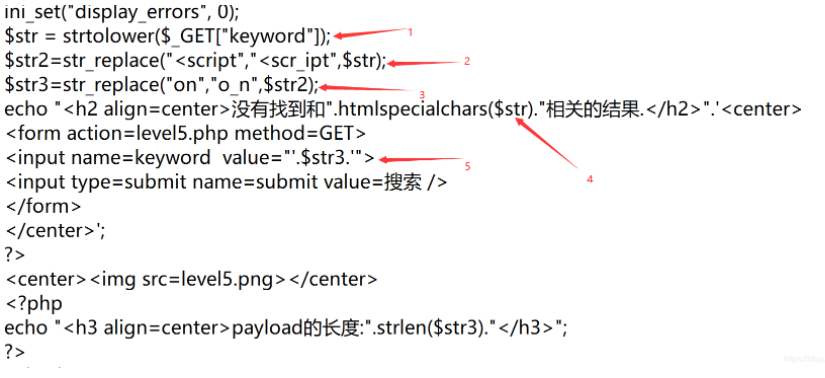 ini_set("display_errors", 0);
$str = strtolower($_GET["keyword"]); 1
$str2=str_replace("<script","<scr_ipt",$str); 2
$str3=str_replace("on","o_n",$str2); 3
echo "<h2 align=center>没有找到和".htmlspecialchars($str)."相关的结果.</h2>".'<center>
<form action=level5.php method=GET>
<input name=keyword  value="'.$str3.'"> 5
<input type=submit name=submit value=搜索 /> 4
</form>
</center>';
?>
<center><img src=level5.png></center>
<?php
echo "<h3 align=center>payload的长度:".strlen($str3)."</h3>";
?>